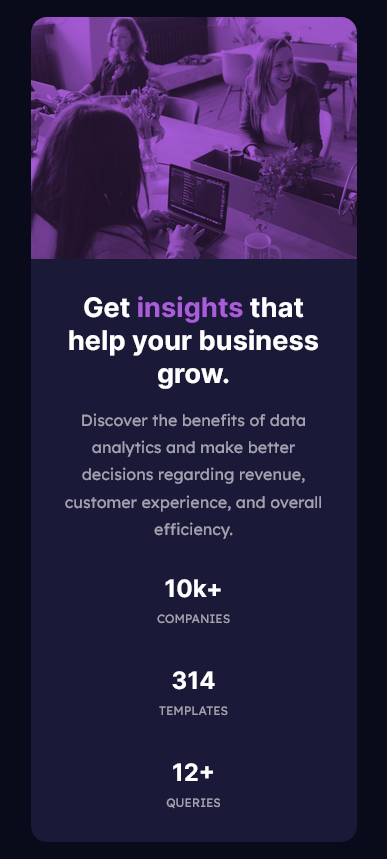 Get insights that
help your business
grow.
Discover the benefits of data
analytics and make better
decisions regarding revenue,
customer experience, and overall
efficiency.
10k+
COMPANIES
314
TEMPLATES
12+
QUERIES